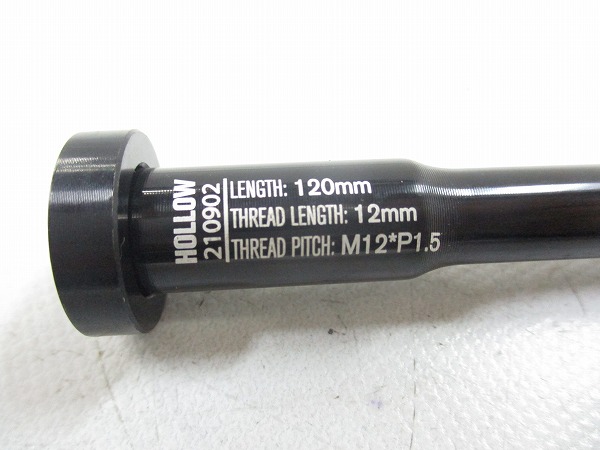 HOLLOW
210902
LENGTH: 120mm
THREAD LENGTH: 12mm
THREAD PITCH: M12*P1.5